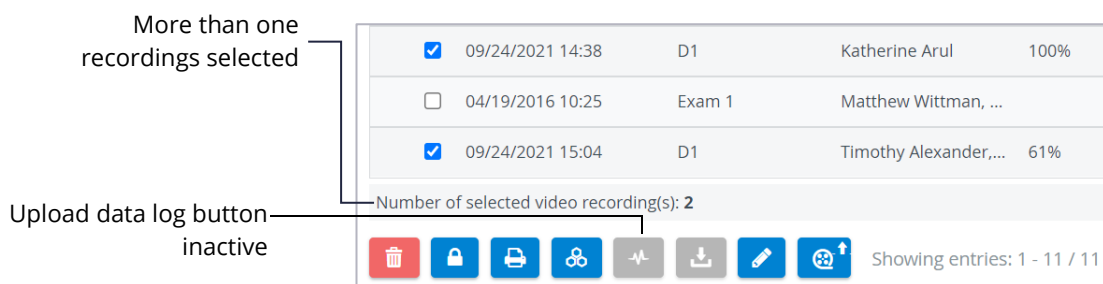 More than one
recordings selected
09/24/2021 14:38 D1 Katherine Arul 100%
04/19/2016 10:25 Exam 1 Matthew Wittman, ...
09/24/2021 15:04 D1 Timothy Alexander,... 61%
Number of selected video recording(s): 2
Upload data log button
inactive
Showing entries: 1 - 11 / 11